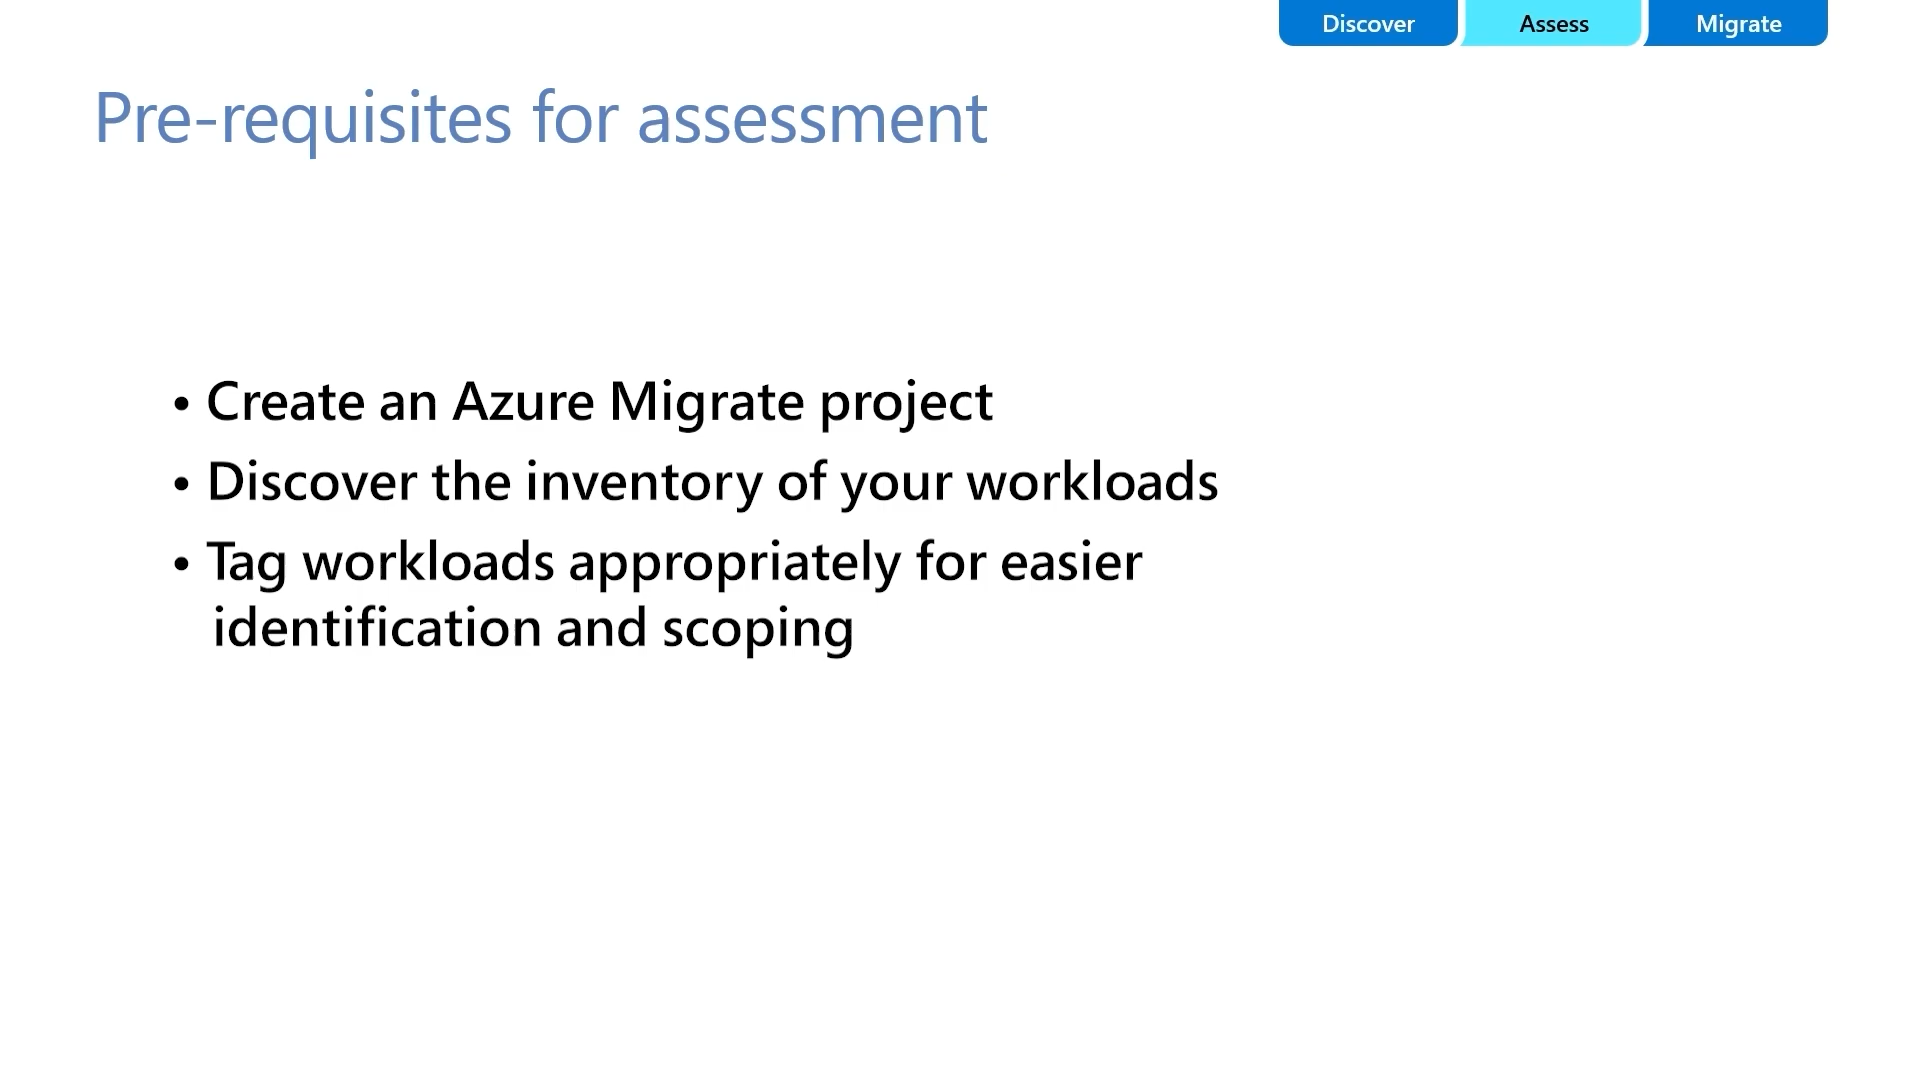 Discover Assess Migrate
Pre-requisites for assessment
• Create an Azure Migrate project
• Discover the inventory of your workloads
• Tag workloads appropriately for easier
identification and scoping